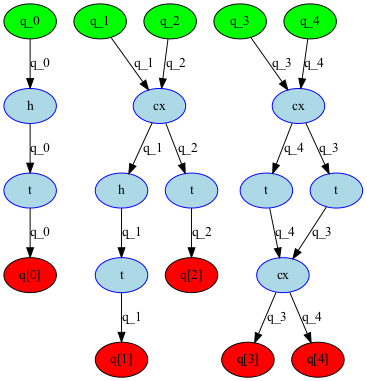 q_0 q_1 q_2 q_3 q_4
q_0 q_1 q_2 q_3 q_4
h cx cx
q_0 q_1 q_2 q_4 q_3
t h t t t
q_0 q_1 q_2 q_4 q_3
q[0] t q[2] cx
q_1 q_3 q_4
q[1] q[3] q[4]